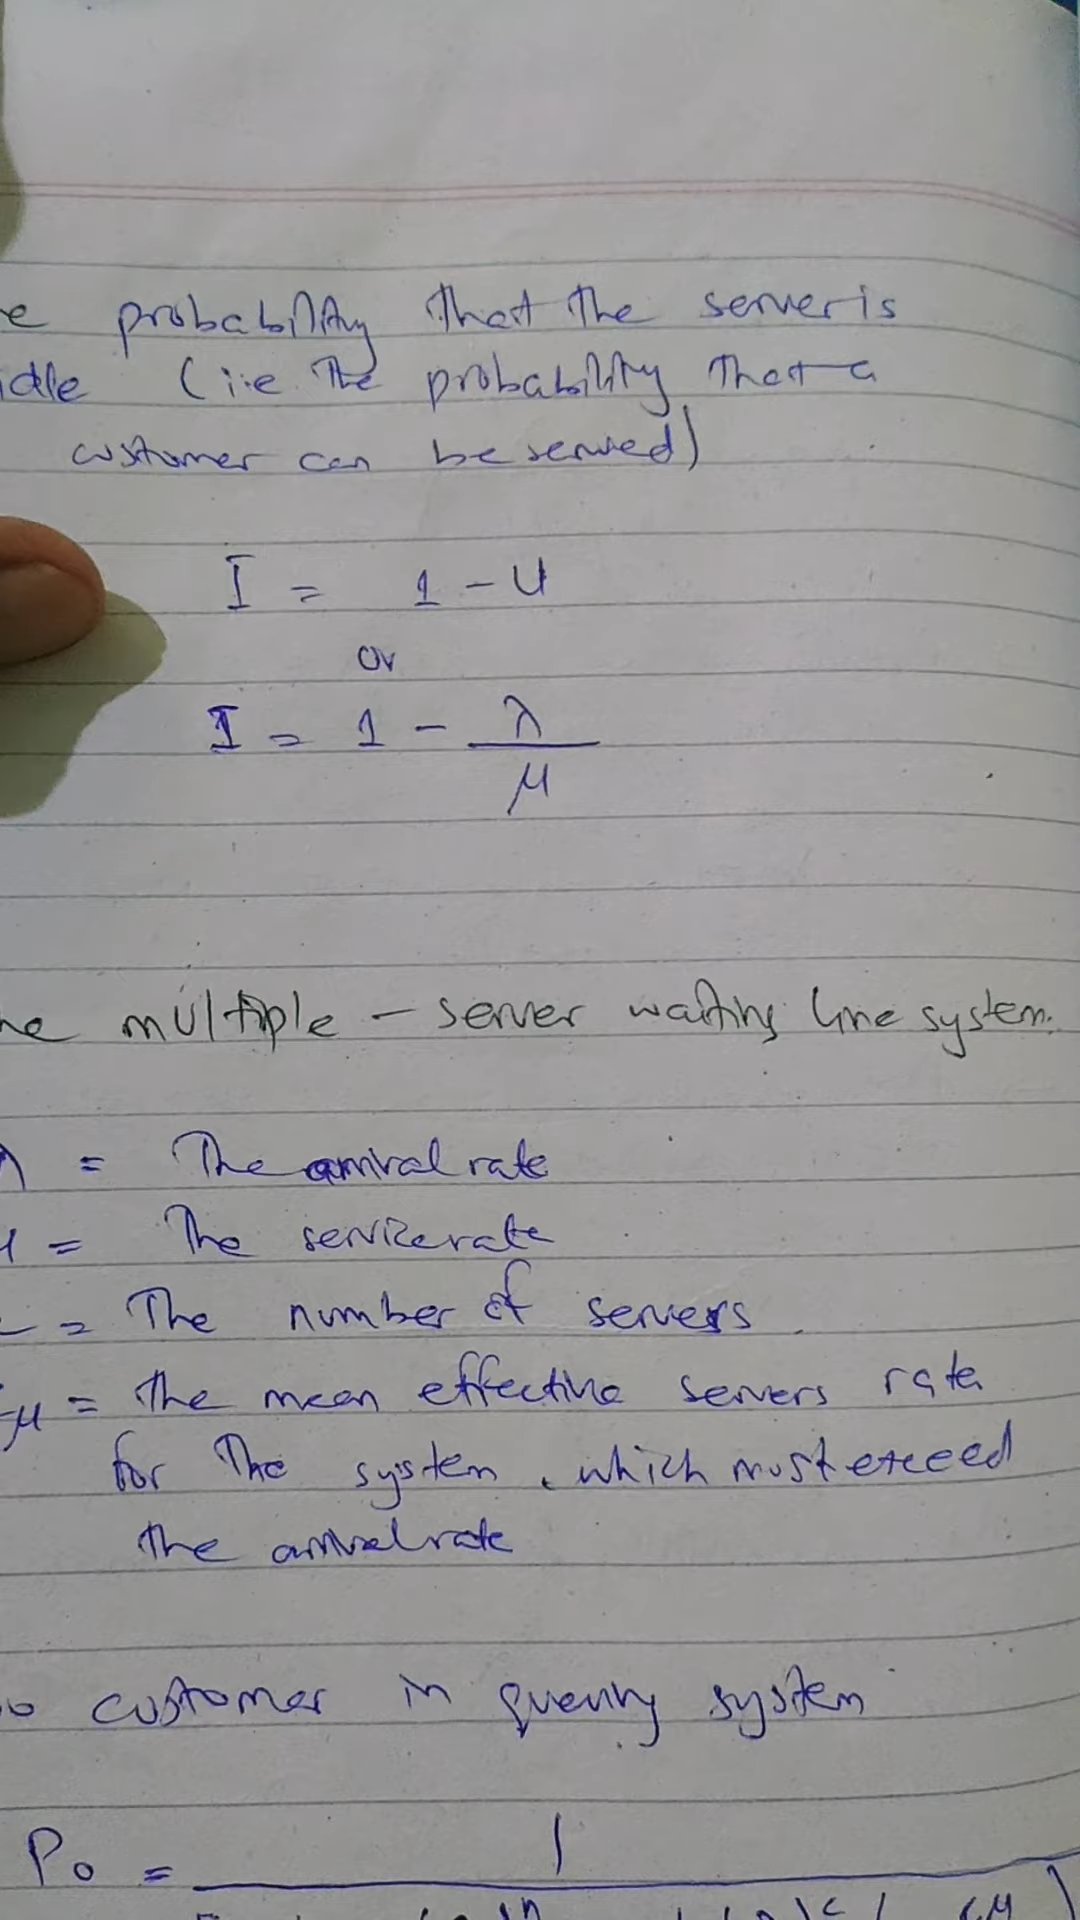 probability that the server is
idle (i.e. The probability That a
customer can be served)
I = 1 - U
or
I = 1 - λ/μ
multiple - server waiting line system.
λ = The arrival rate
μ = The service rate
= The number of servers.
μ = the mean effective servers rate
for The system, which must exceed
the arrival rate
customer in queuing system
P₀ = 1